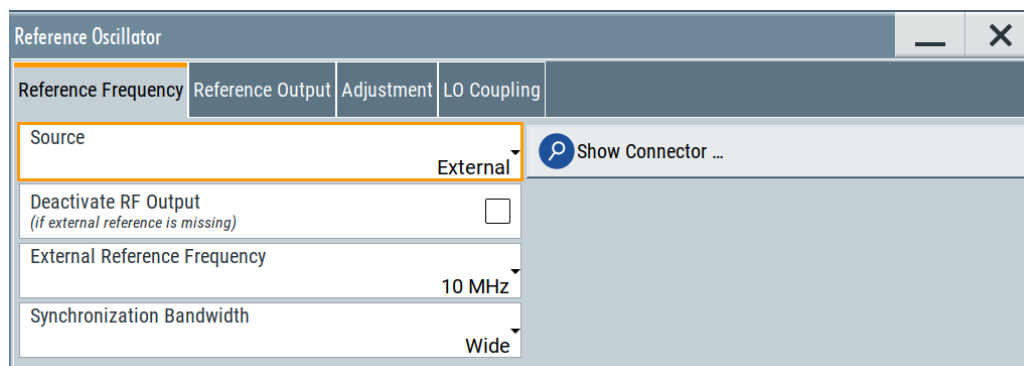 Reference Oscillator
Reference Frequency Reference Output Adjustment LO Coupling
Source
External
Show Connector ...
Deactivate RF Output
(if external reference is missing)
External Reference Frequency
10 MHz
Synchronization Bandwidth
Wide